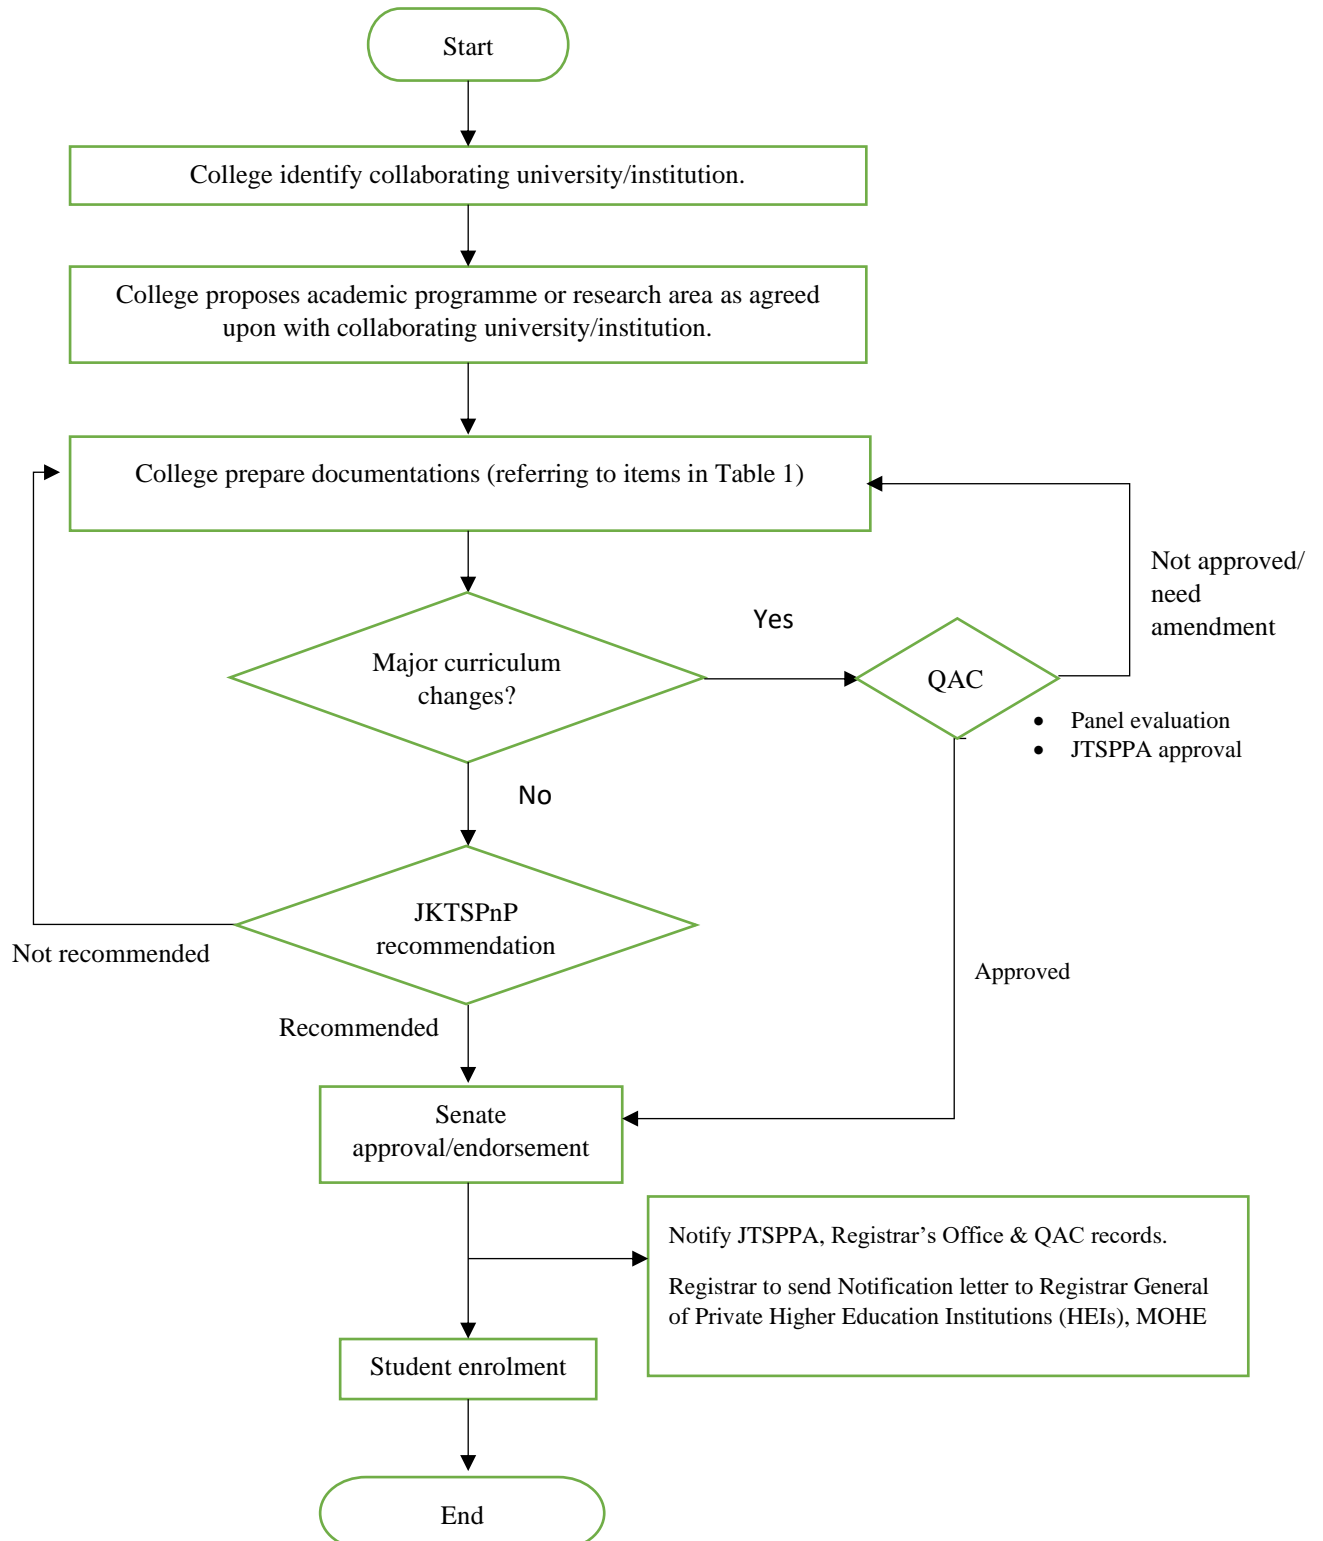 Start
College identify collaborating university/institution.
College proposes academic programme or research area as agreed
upon with collaborating university/institution.
College prepare documentations (referring to items in Table 1)
Not approved/
need
amendment
Yes
Major curriculum
changes?
QAC
• Panel evaluation
• JTSPPA approval
No
JKTSPnP
recommendation
Not recommended
Approved
Recommended
Senate
approval/endorsement
Notify JTSPPA, Registrar’s Office & QAC records.
Registrar to send Notification letter to Registrar General
of Private Higher Education Institutions (HEIs), MOHE
Student enrolment
End